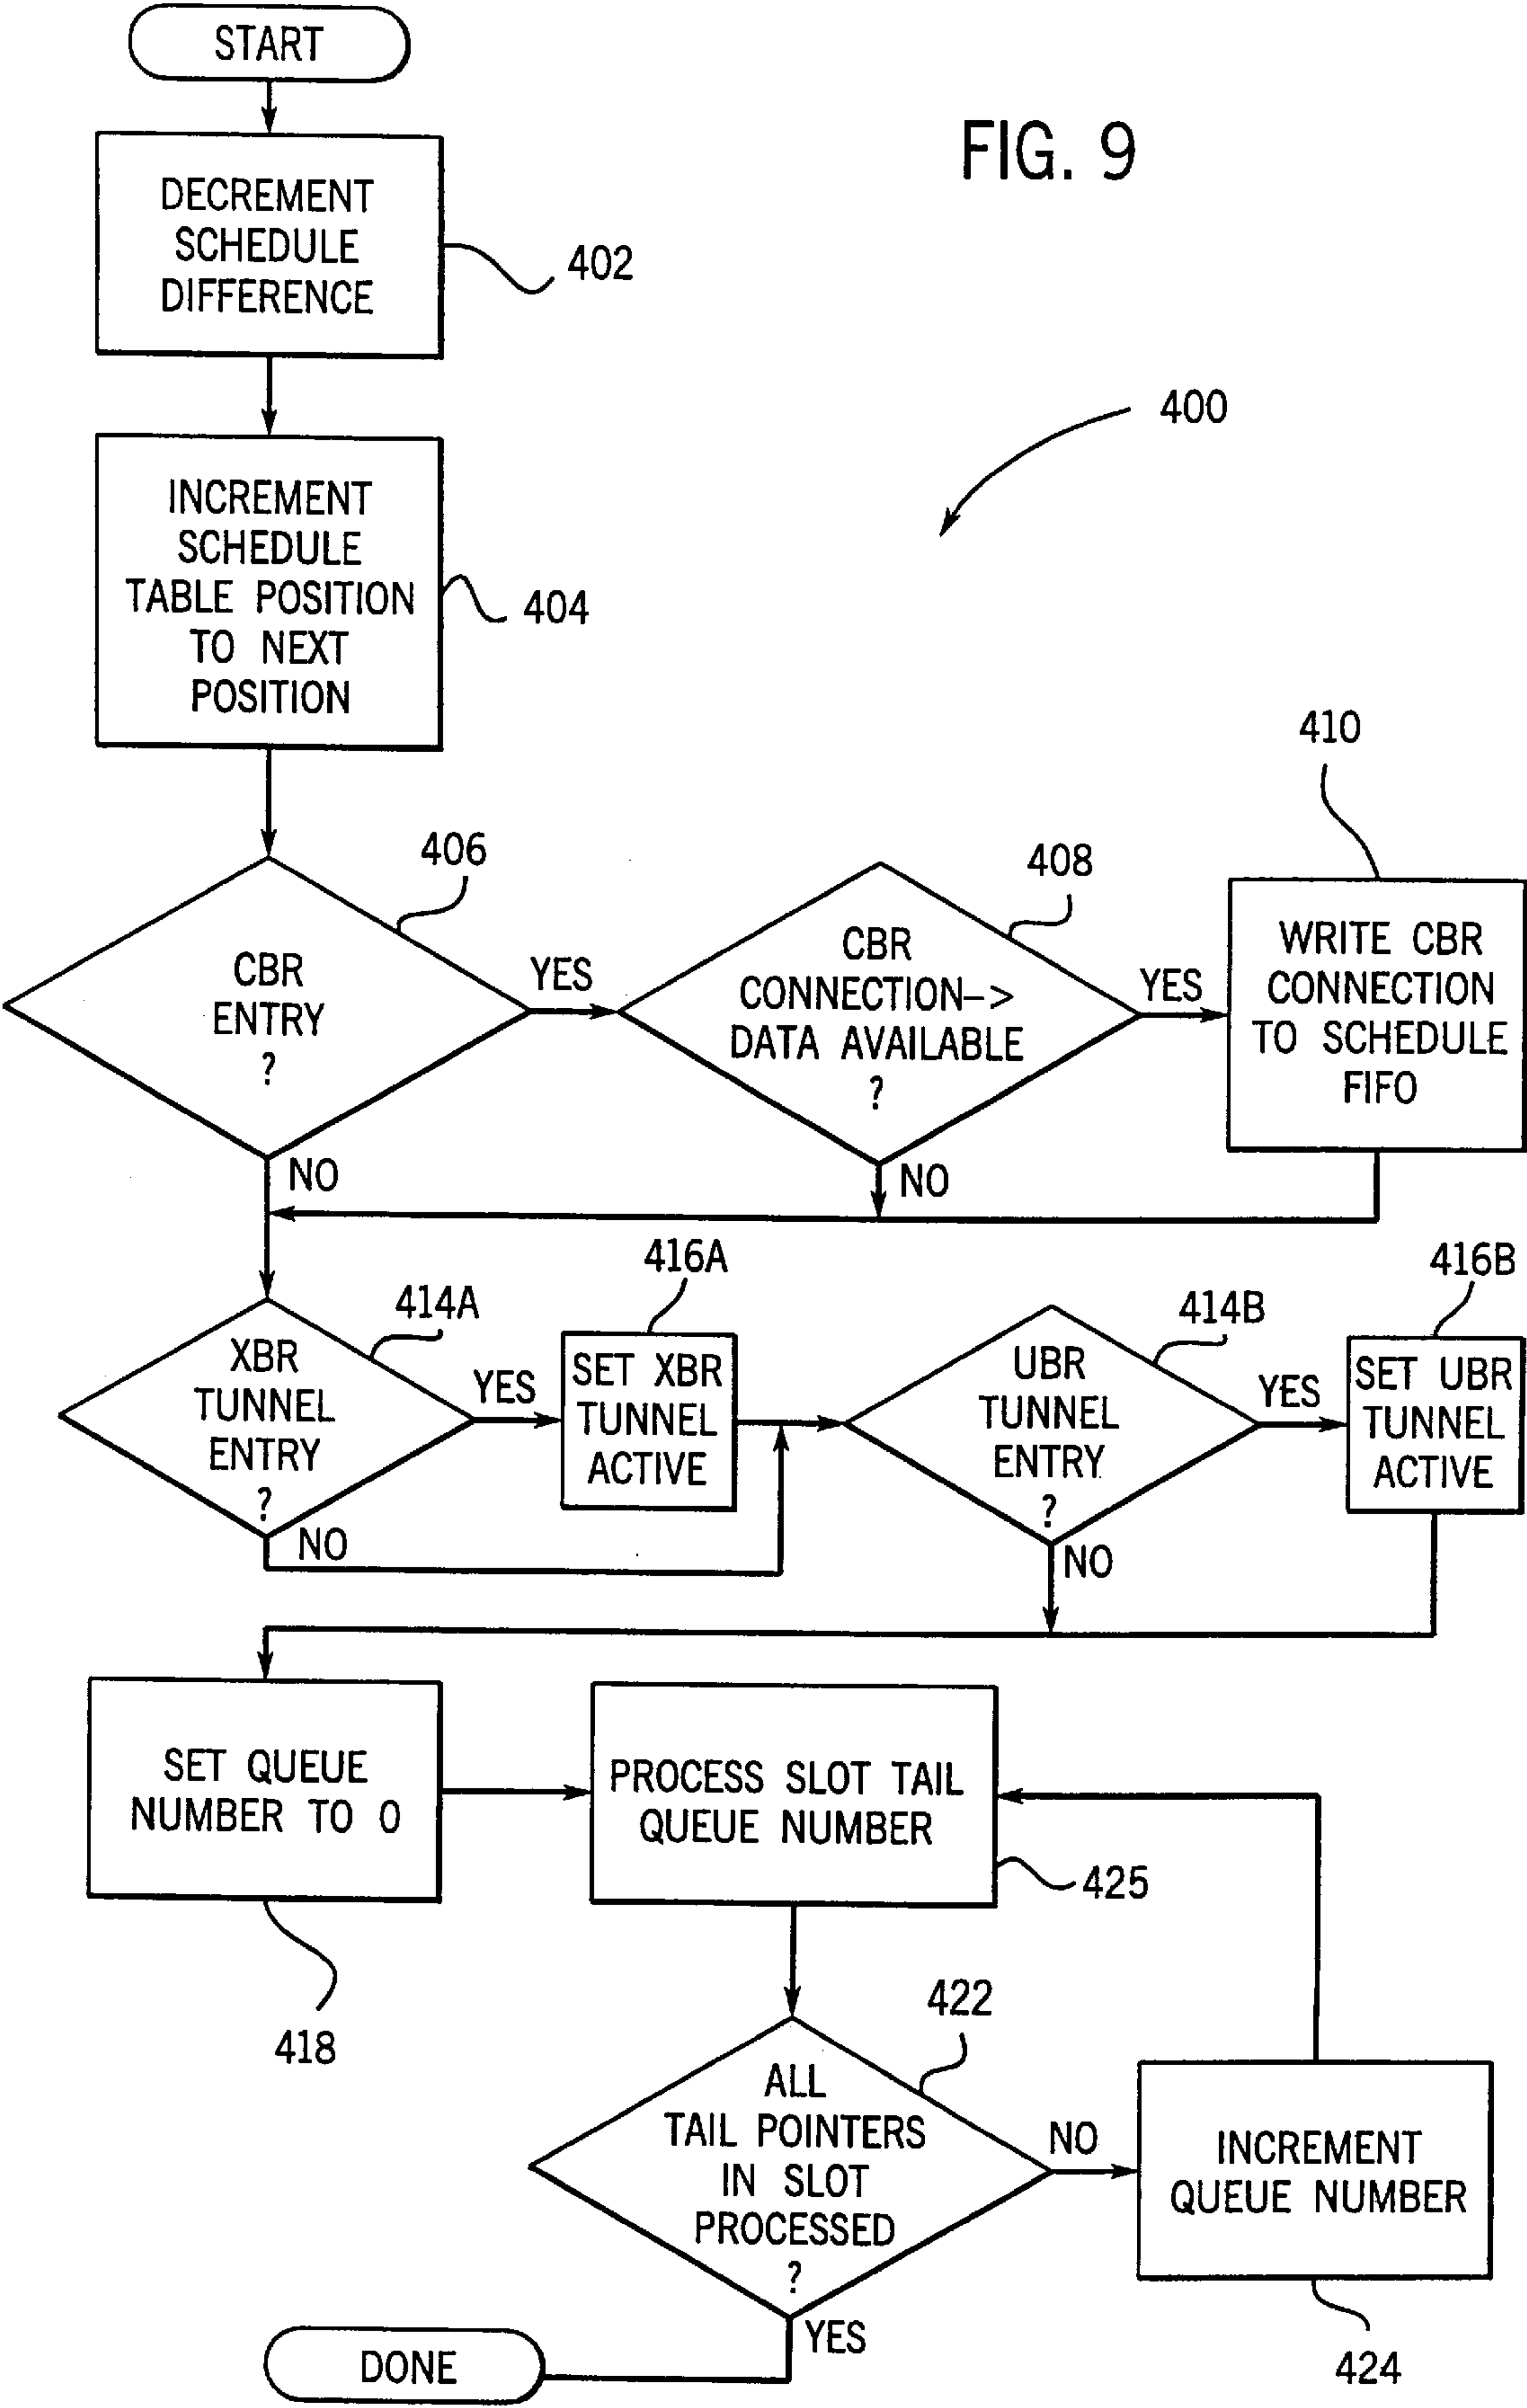 START
FIG. 9
DECREMENT
SCHEDULE
DIFFERENCE
402
400
INCREMENT
SCHEDULE
TABLE POSITION
TO NEXT
POSITION
404
410
406
408
CBR
ENTRY
?
YES
CBR
CONNECTION->
DATA AVAILABLE
?
YES
WRITE CBR
CONNECTION
TO SCHEDULE
FIFO
NO
NO
416A
416B
414A
414B
XBR
TUNNEL
ENTRY
?
YES
SET XBR
TUNNEL
ACTIVE
UBR
TUNNEL
ENTRY
?
YES
SET UBR
TUNNEL
ACTIVE
NO
NO
SET QUEUE
NUMBER TO 0
PROCESS SLOT TAIL
QUEUE NUMBER
425
418
422
ALL
TAIL POINTERS
IN SLOT
PROCESSED
?
NO
INCREMENT
QUEUE NUMBER
YES
DONE
424